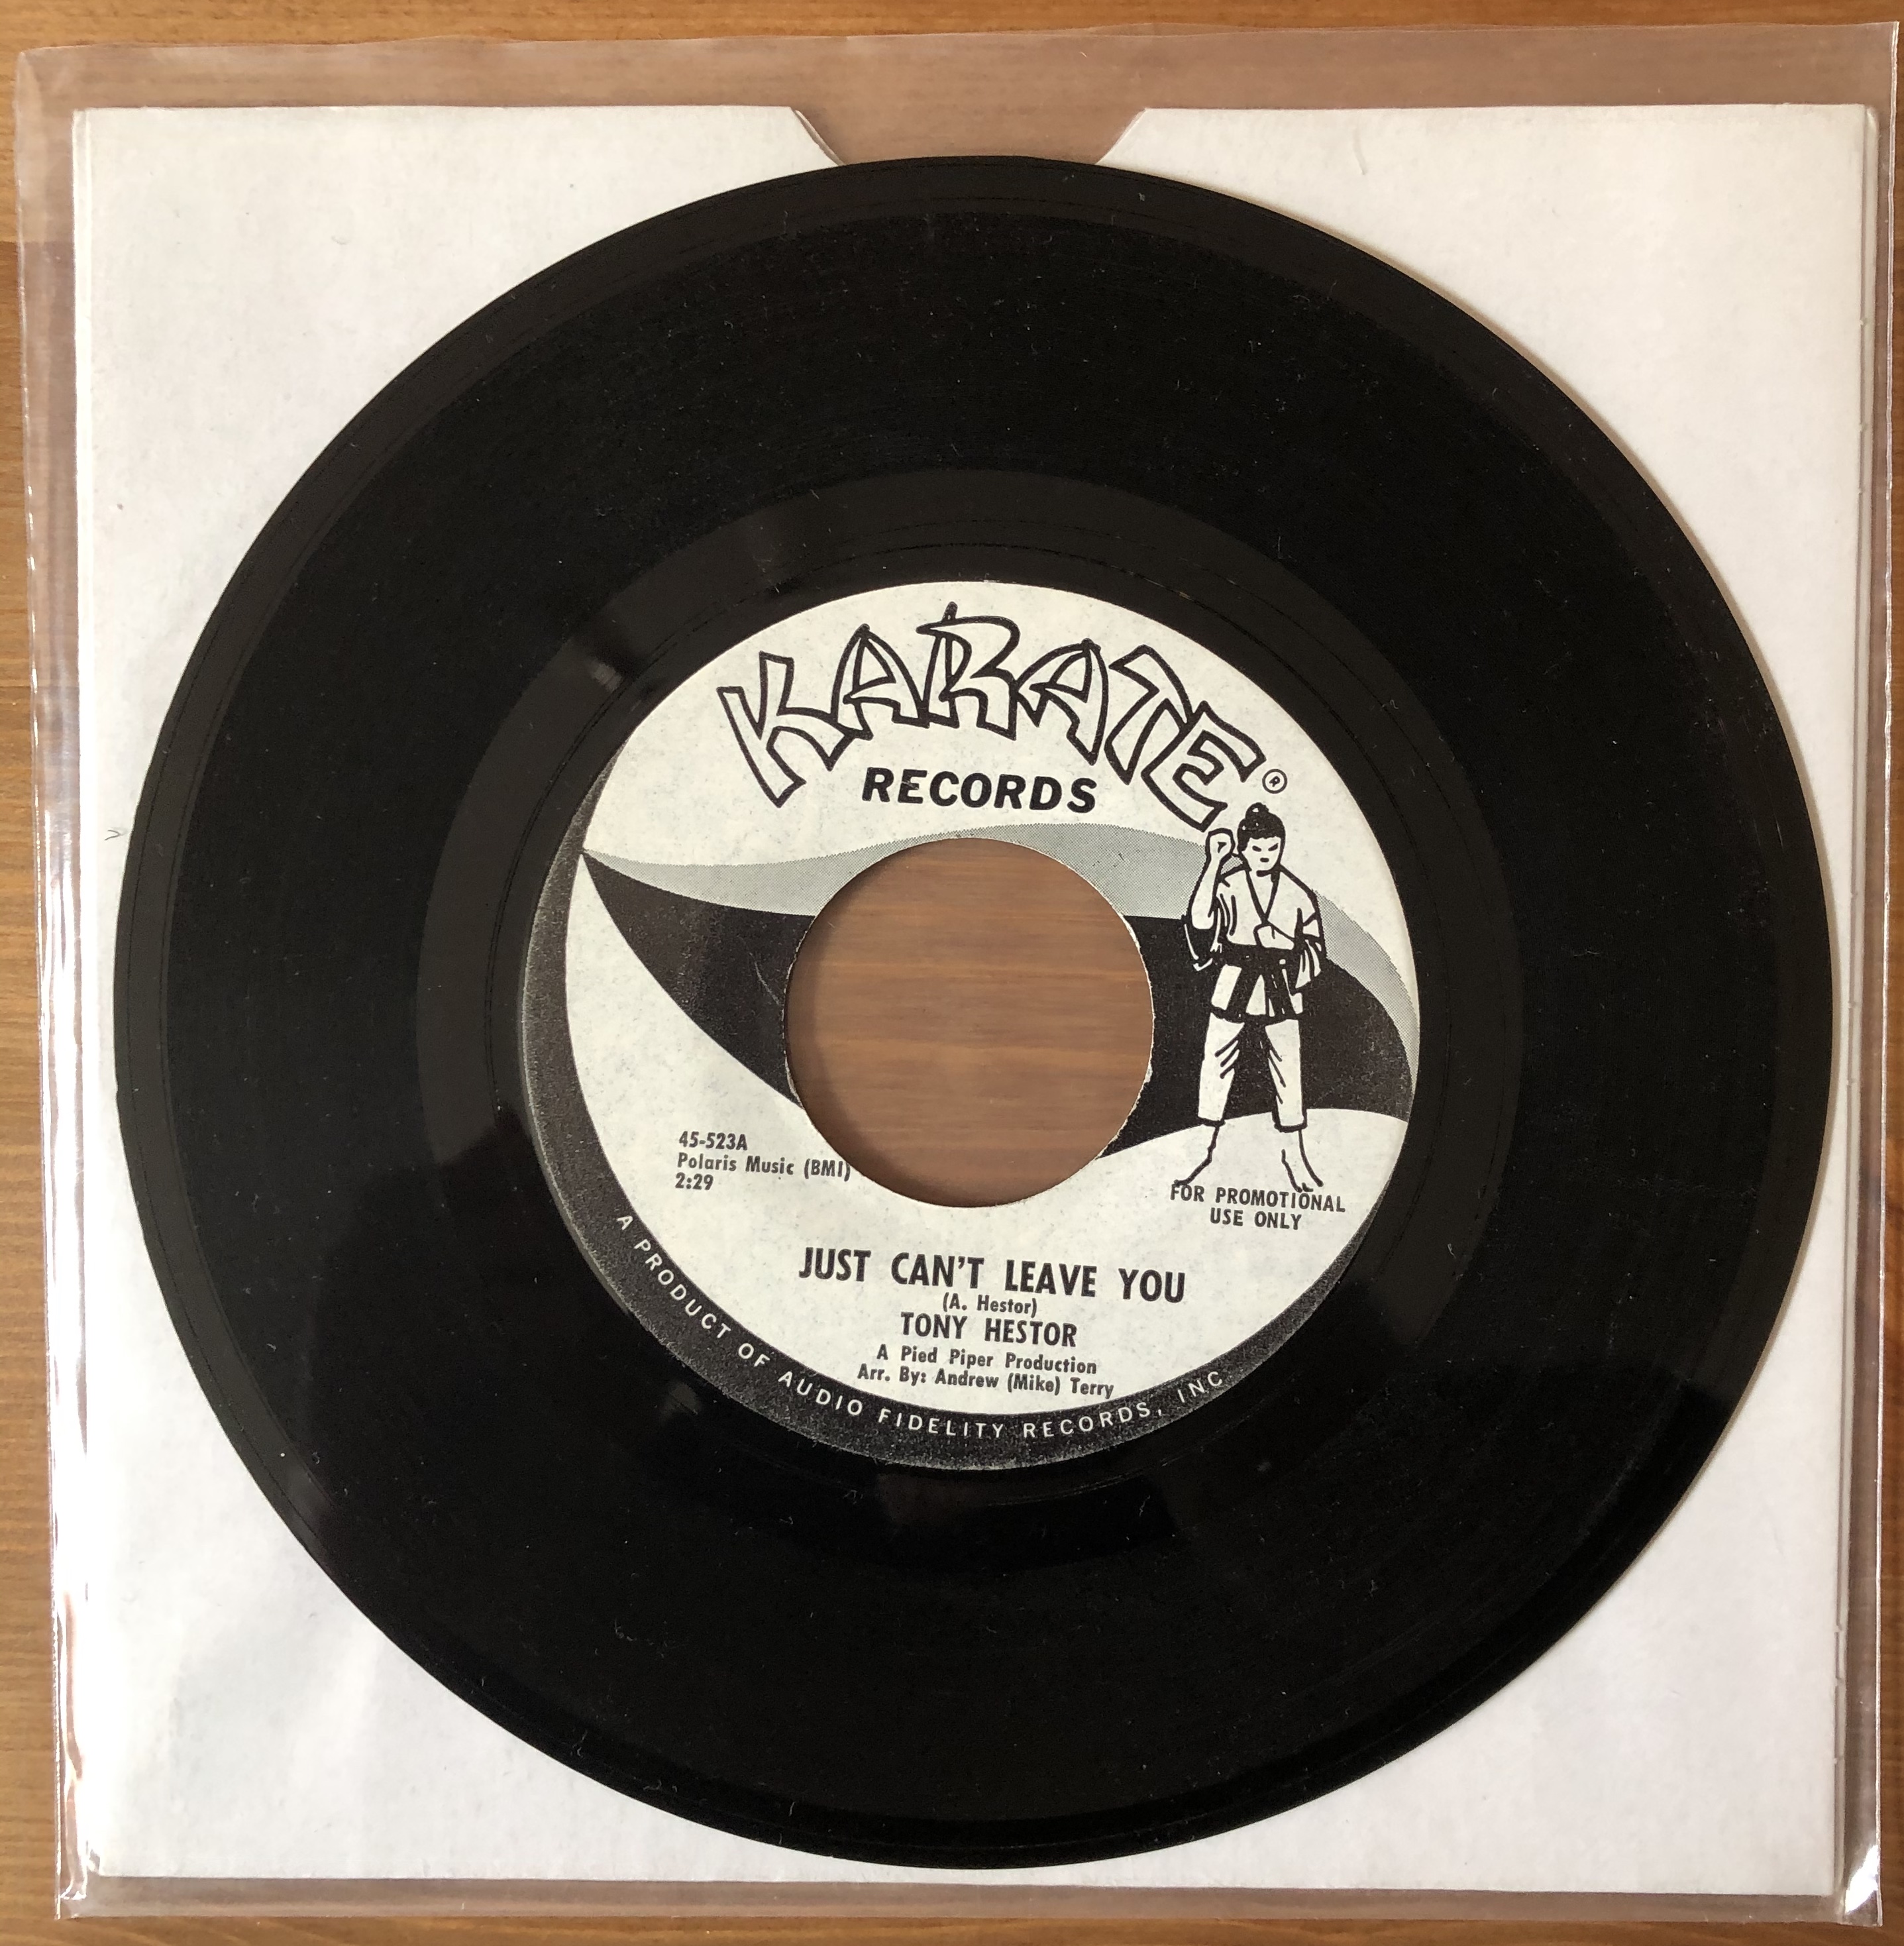 KARATE®
RECORDS
45-523A
Polaris Music (BMI)
2:29
FOR PROMOTIONAL
USE ONLY
JUST CAN'T LEAVE YOU
(A. Hestor)
TONY HESTOR
A Pied Piper Production
Arr. By: Andrew (Mike) Terry
A PRODUCT OF AUDIO FIDELITY RECORDS, INC